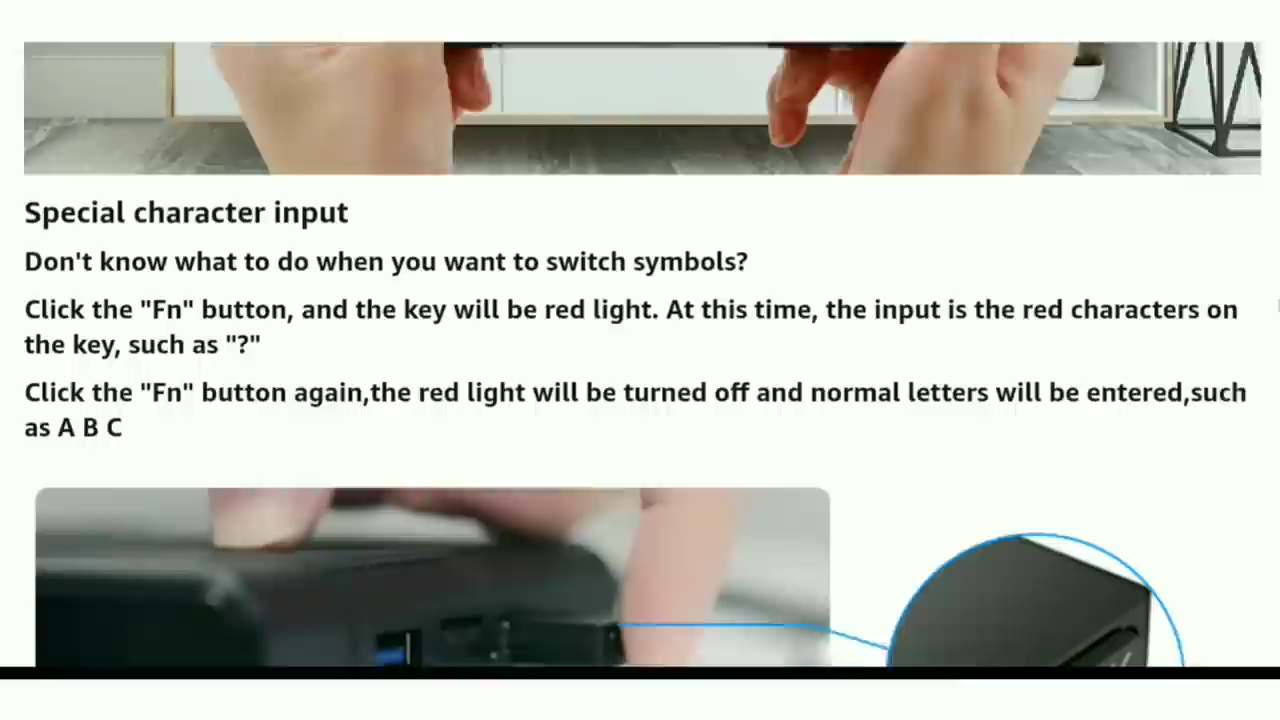 Special character input
Don't know what to do when you want to switch symbols?
Click the "Fn" button, and the key will be red light. At this time, the input is the red characters on
the key, such as "?"
Click the "Fn" button again,the red light will be turned off and normal letters will be entered,such
as A B C